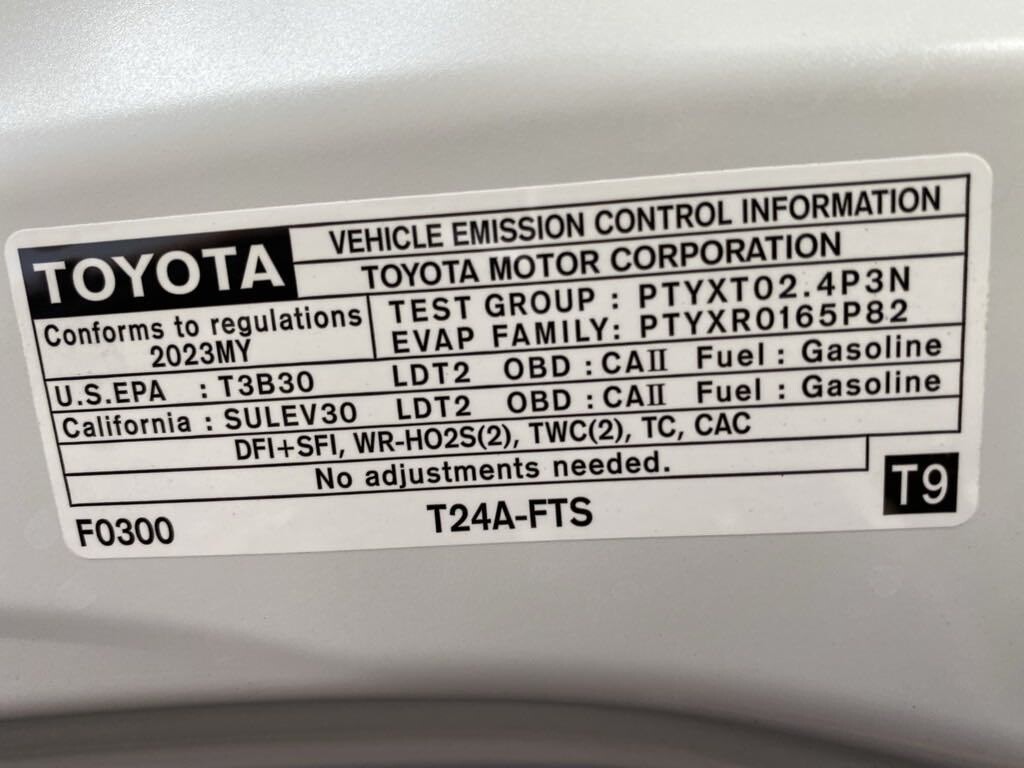 TOYOTA
VEHICLE EMISSION CONTROL INFORMATION
TOYOTA MOTOR CORPORATION
Conforms to regulations
2023MY
TEST GROUP : PTYXT02.4P3N
EVAP FAMILY: PTYXR0165P82
U.S.EPA : T3B30 LDT2 OBD : CAⅡ Fuel : Gasoline
California : SULEV30 LDT2 OBD : CAⅡ Fuel : Gasoline
DFI+SFI, WR-HO2S(2), TWC(2), TC, CAC
No adjustments needed.
F0300 T24A-FTS T9